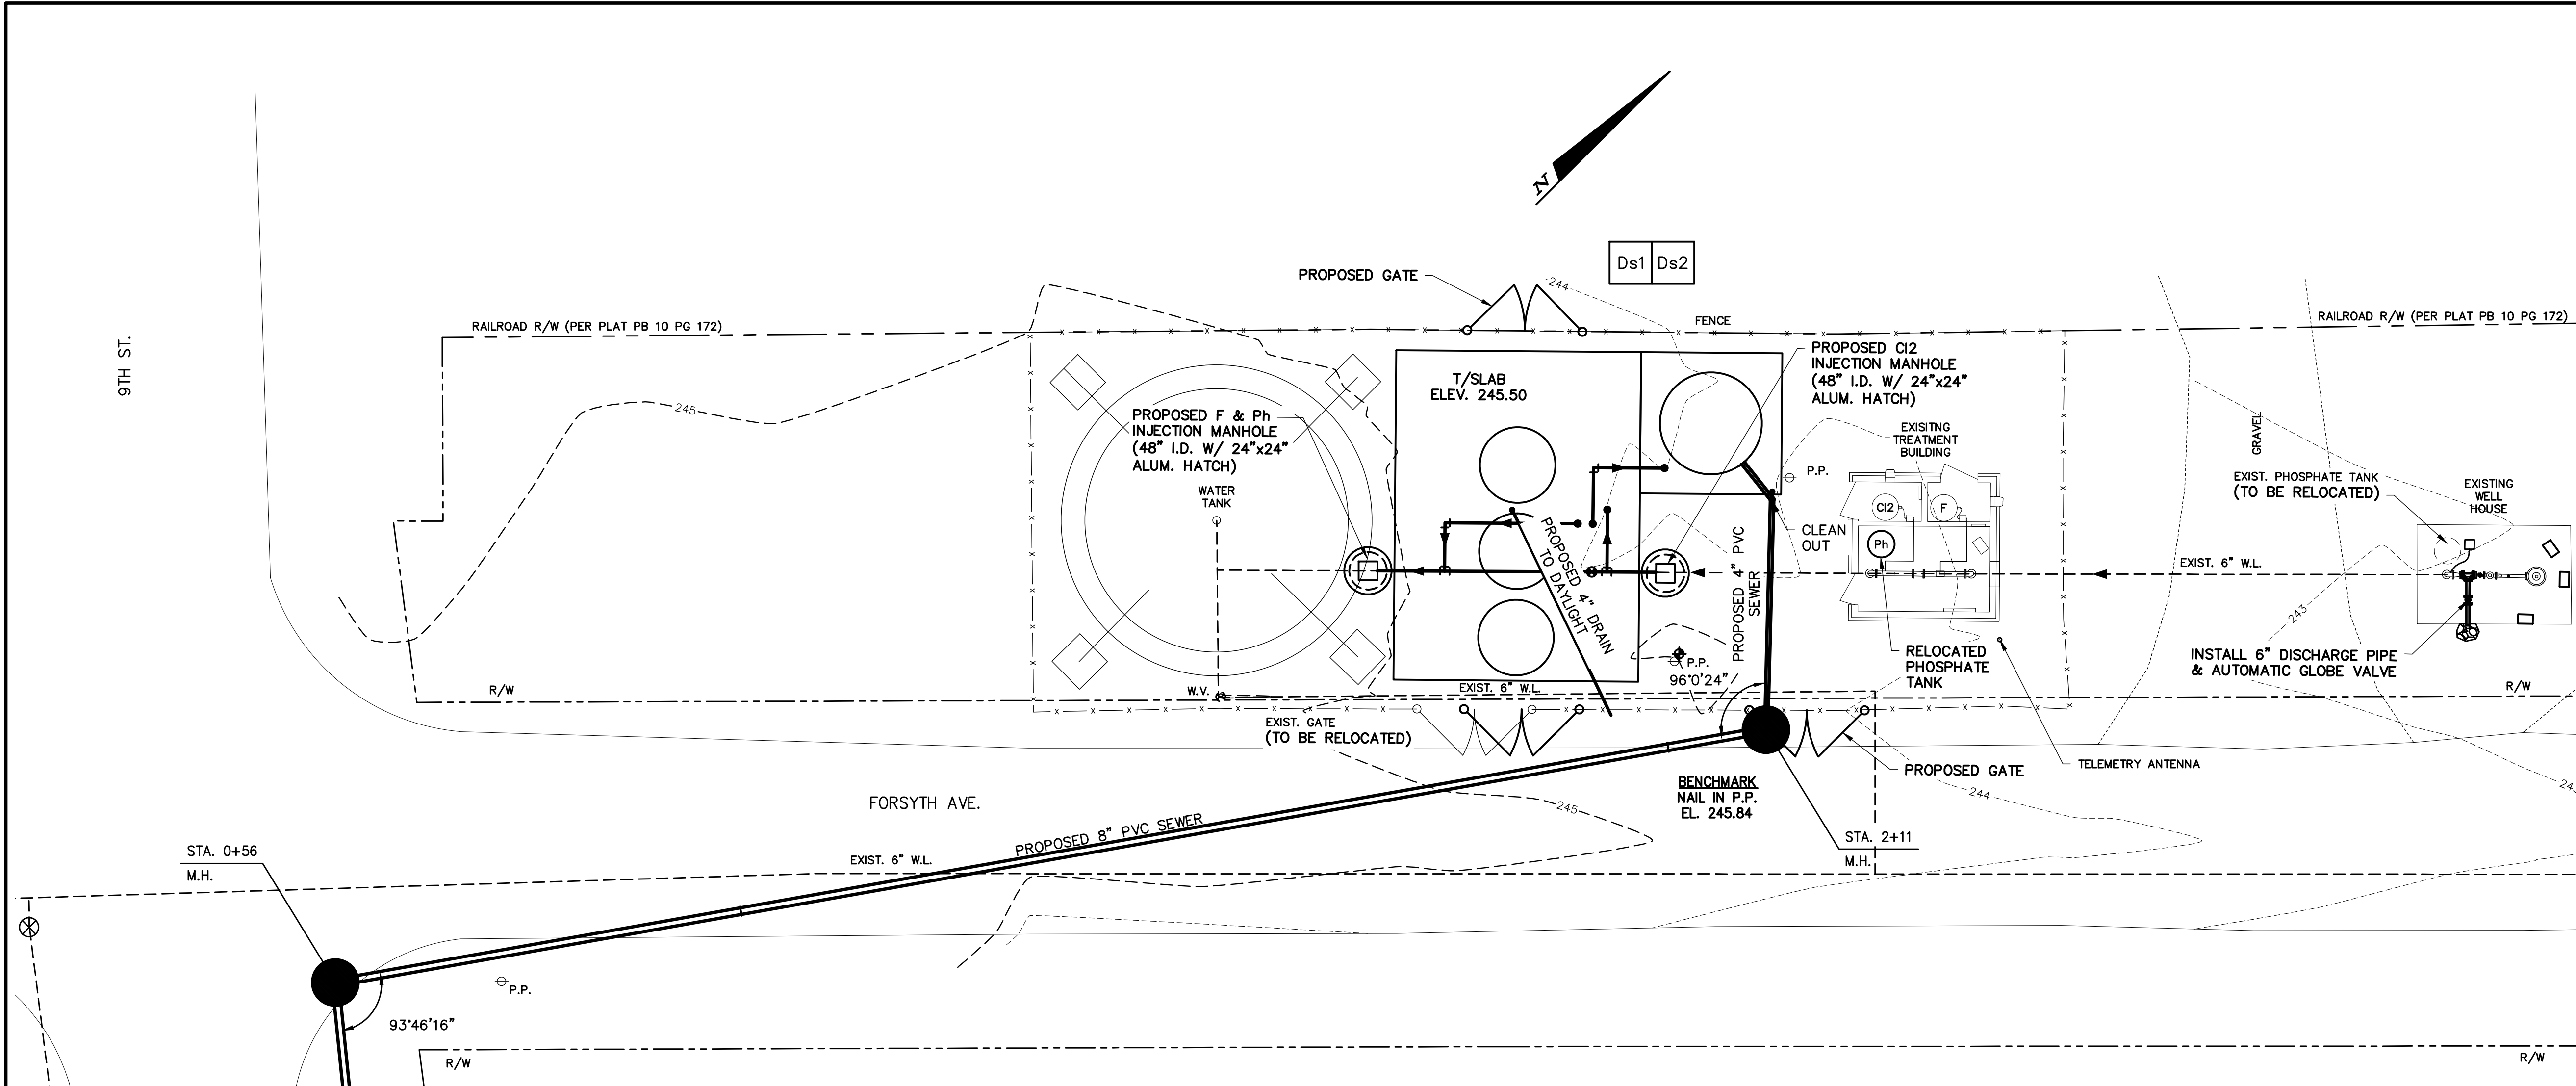 N
Ds1 Ds2
PROPOSED GATE
RAILROAD R/W (PER PLAT PB 10 PG 172)
FENCE
RAILROAD R/W (PER PLAT PB 10 PG 172)
244
9TH ST.
245
T/SLAB
ELEV. 245.50
PROPOSED Cl2
INJECTION MANHOLE
(48" I.D. W/ 24"x24"
ALUM. HATCH)
PROPOSED F & Ph
INJECTION MANHOLE
(48" I.D. W/ 24"x24"
ALUM. HATCH)
WATER
TANK
EXISITNG
TREATMENT
BUILDING
P.P.
GRAVEL
EXIST. PHOSPHATE TANK
(TO BE RELOCATED)
EXISTING
WELL
HOUSE
Cl2
F
Ph
CLEAN
OUT
PROPOSED 4" DRAIN
TO DAYLIGHT
PROPOSED 4" PVC
SEWER
EXIST. 6" W.L.
243
RELOCATED
PHOSPHATE
TANK
INSTALL 6" DISCHARGE PIPE
& AUTOMATIC GLOBE VALVE
P.P.
96°0'24"
R/W
W.V.
EXIST. 6" W.L.
R/W
EXIST. GATE
(TO BE RELOCATED)
PROPOSED GATE
TELEMETRY ANTENNA
BENCHMARK
NAIL IN P.P.
EL. 245.84
244
245
FORSYTH AVE.
PROPOSED 8" PVC SEWER
STA. 2+11
M.H.
STA. 0+56
M.H.
EXIST. 6" W.L.
P.P.
93°46'16"
R/W
R/W